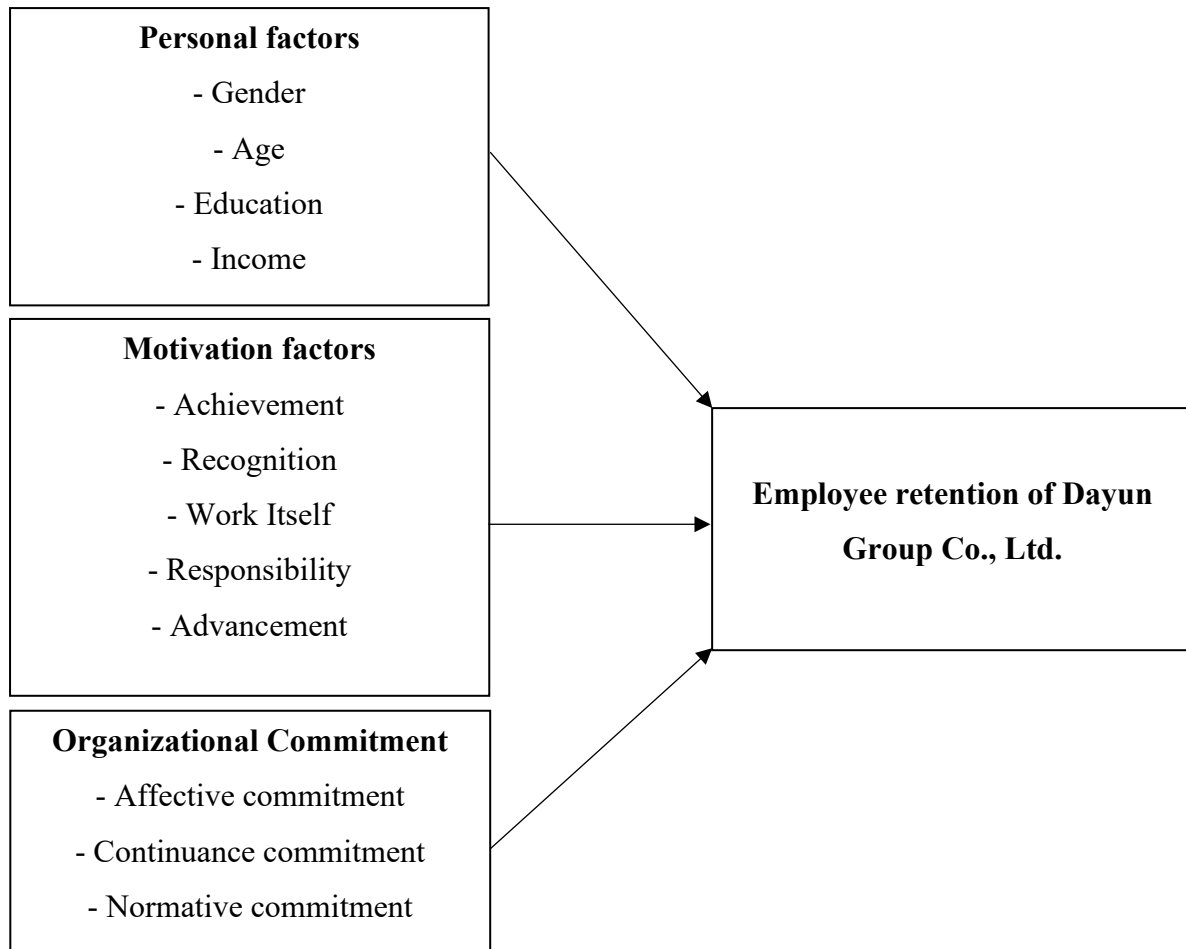 Personal factors
- Gender
- Age
- Education
- Income
Motivation factors
- Achievement
- Recognition
- Work Itself
- Responsibility
- Advancement
Organizational Commitment
- Affective commitment
- Continuance commitment
- Normative commitment
Employee retention of Dayun
Group Co., Ltd.